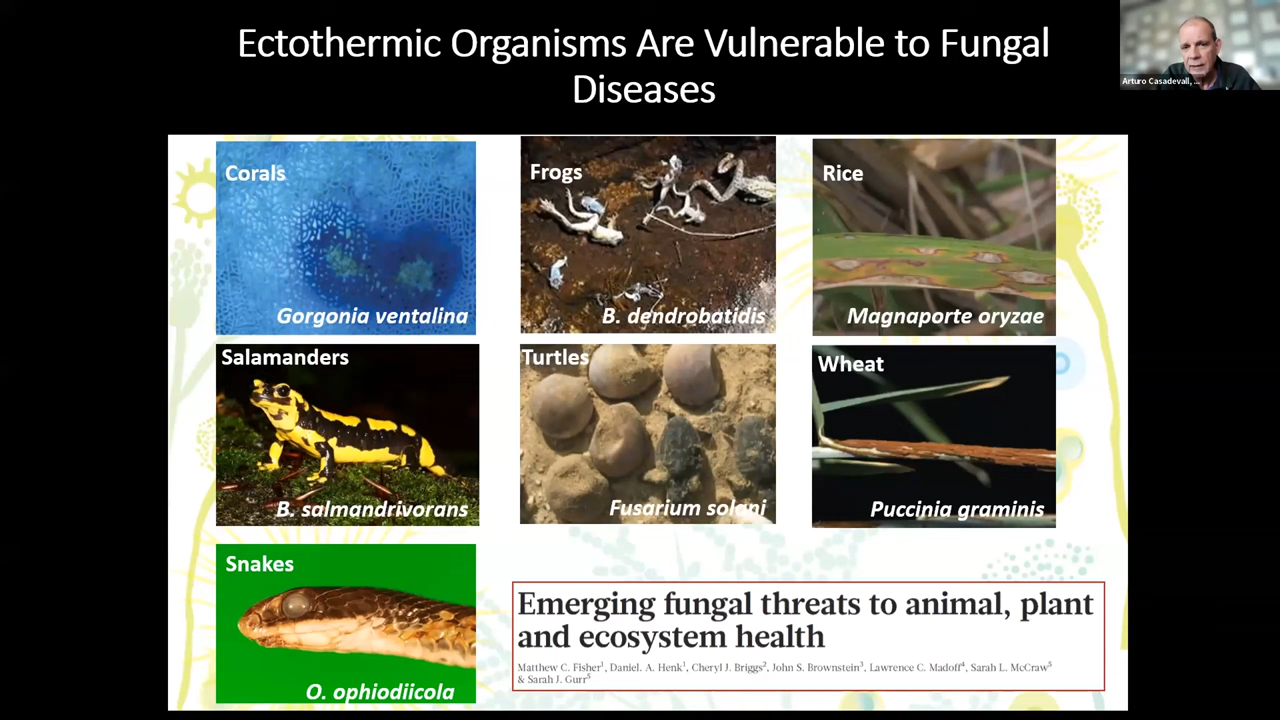 Ectothermic Organisms Are Vulnerable to Fungal
Diseases
Arturo Casadevall, ...
Corals
Gorgonia ventalina
Frogs
B. dendrobatidis
Rice
Magnaporte oryzae
Salamanders
B. salmandrivorans
Turtles
Fusarium solani
Wheat
Puccinia graminis
Snakes
O. ophiodiicola
Emerging fungal threats to animal, plant
and ecosystem health
Matthew C. Fisher¹, Daniel. A. Henk¹, Cheryl J. Briggs², John S. Brownstein³, Lawrence C. Madoff⁴, Sarah L. McCraw⁵
& Sarah J. Gurr⁵